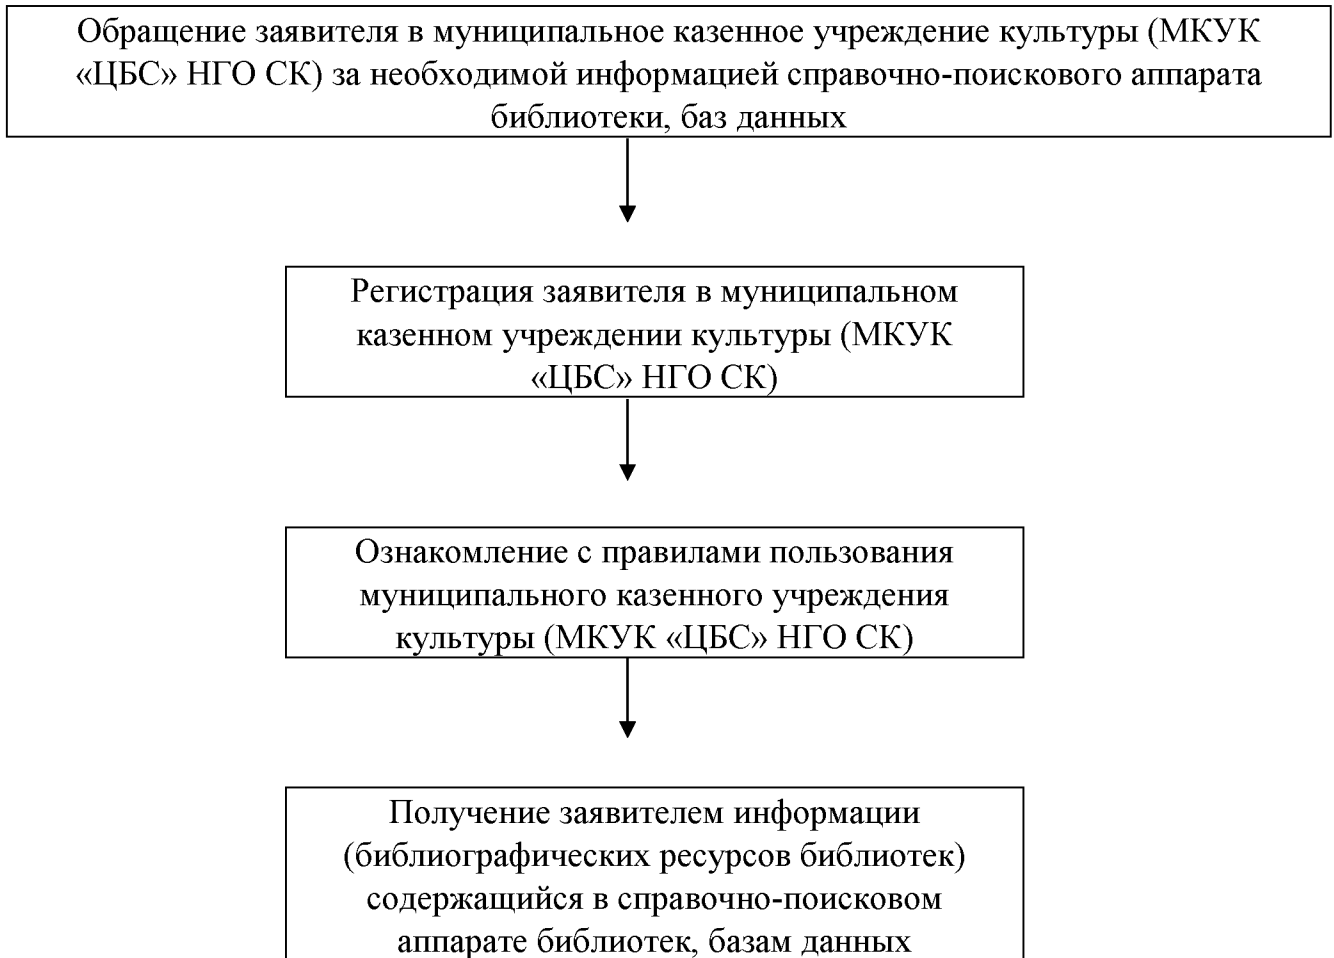 Обращение заявителя в муниципальное казенное учреждение культуры (МКУК
«ЦБС» НГО СК) за необходимой информацией справочно-поискового аппарата
библиотеки, баз данных
Регистрация заявителя в муниципальном
казенном учреждении культуры (МКУК
«ЦБС» НГО СК)
Ознакомление с правилами пользования
муниципального казенного учреждения
культуры (МКУК «ЦБС» НГО СК)
Получение заявителем информации
(библиографических ресурсов библиотек)
содержащийся в справочно-поисковом
аппарате библиотек, базам данных